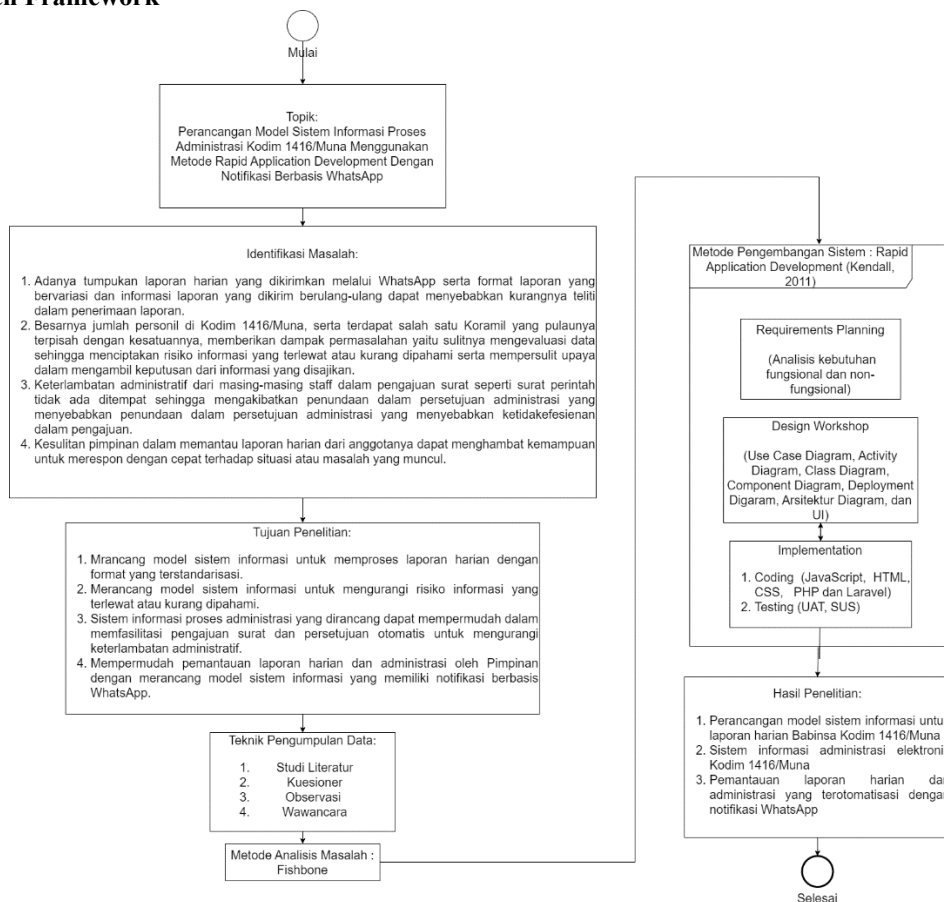 Framework
Mulai
Topik:
Perancangan Model Sistem Informasi Proses
Administrasi Kodim 1416/Muna Menggunakan
Metode Rapid Application Development Dengan
Notifikasi Berbasis WhatsApp
Identifikasi Masalah:
1. Adanya tumpukan laporan harian yang dikirimkan melalui WhatsApp serta format laporan yang
bervariasi dan informasi laporan yang dikirim berulang-ulang dapat menyebabkan kurangnya teliti
dalam penerimaan laporan.
2. Besarnya jumlah personil di Kodim 1416/Muna, serta terdapat salah satu Koramil yang pulaunya
terpisah dengan kesatuannya, memberikan dampak permasalahan yaitu sulitnya mengevaluasi data
sehingga menciptakan risiko informasi yang terlewat atau kurang dipahami serta mempersulit upaya
dalam mengambil keputusan dari informasi yang disajikan.
3. Keterlambatan administratif dari masing-masing staff dalam pengajuan surat seperti surat perintah
tidak ada ditempat sehingga mengakibatkan penundaan dalam persetujuan administrasi yang
menyebabkan penundaan dalam persetujuan administrasi yang menyebabkan ketidakefesienan
dalam pengajuan.
4. Kesulitan pimpinan dalam memantau laporan harian dari anggotanya dapat menghambat kemampuan
untuk merespon dengan cepat terhadap situasi atau masalah yang muncul.
Tujuan Penelitian:
1. Mrancang model sistem informasi untuk memproses laporan harian dengan
format yang terstandarisasi.
2. Merancang model sistem informasi untuk mengurangi risiko informasi yang
terlewat atau kurang dipahami.
3. Sistem informasi proses administrasi yang dirancang dapat mempermudah dalam
memfasilitasi pengajuan surat dan persetujuan otomatis untuk mengurangi
keterlambatan administratif.
4. Mempermudah pemantauan laporan harian dan administrasi oleh Pimpinan
dengan merancang model sistem informasi yang memiliki notifikasi berbasis
WhatsApp.
Teknik Pengumpulan Data:
1. Studi Literatur
2. Kuesioner
3. Observasi
4. Wawancara
Metode Analisis Masalah :
Fishbone
Metode Pengembangan Sistem : Rapid
Application Development (Kendall,
2011)
Requirements Planning
(Analisis kebutuhan
fungsional dan non-
fungsional)
Design Workshop
(Use Case Diagram, Activity
Diagram, Class Diagram,
Component Diagram, Deployment
Digaram, Arsitektur Diagram, dan
UI)
Implementation
1. Coding (JavaScript, HTML,
CSS, PHP dan Laravel)
2. Testing (UAT, SUS)
Hasil Penelitian:
1. Perancangan model sistem informasi untu
laporan harian Babinsa Kodim 1416/Muna
2. Sistem informasi administrasi elektroni
Kodim 1416/Muna
3. Pemantauan laporan harian dan
administrasi yang terotomatisasi dengan
notifikasi WhatsApp
Selesai